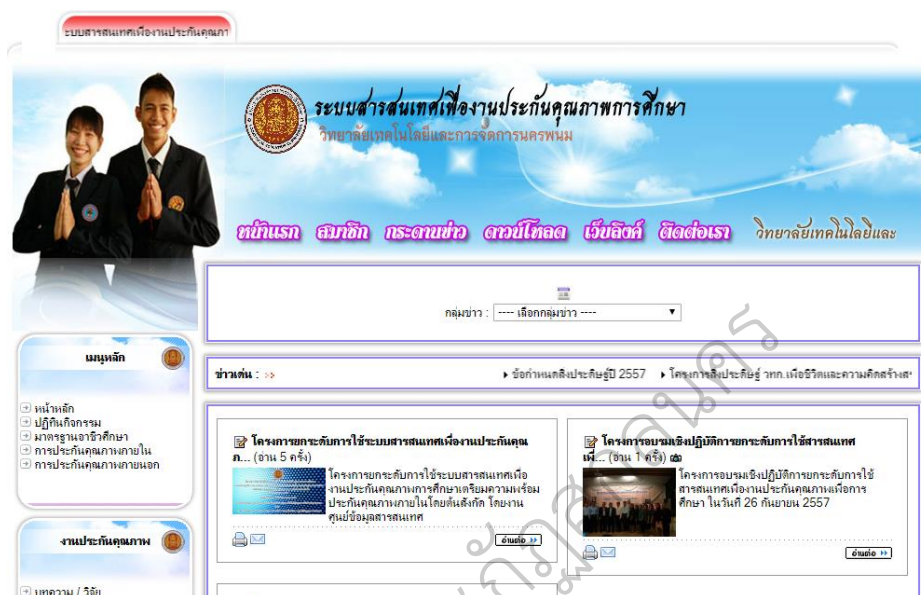 ะบบสารสนเทศเพื่องานประกันคุณภา
ระบบสารสนเทศเพื่องานประกันคุณภาพการศึกษา
วิทยาลัยเทคโนโลยีและการจัดการนครพนม
หน้าแรก สมาชิก กระดานข่าว ดาวน์โหลด เว็บลิงค์ ติดต่อเรา วิทยาลัยเทคโนโลยีและ
กลุ่มข่าว : ---- เลือกกลุ่มข่าว ----
เมนูหลัก
หน้าหลัก
ปฏิทินกิจกรรม
มาตรฐานอาชีวศึกษา
การประกันคุณภาพภายใน
การประกันคุณภาพภายนอก
งานประกันคุณภาพ
บทความ / วิจัย
ข่าวเด่น : >> ข้อกำหนดสิ่งประดิษฐ์ปี 2557 โครงการสิ่งประดิษฐ์ วทก.เพื่อชีวิตและความคิดสร้างส
โครงการยกระดับการใช้ระบบสารสนเทศเพื่องานประกันคุณ
ภ... (อ่าน 5 ครั้ง)
โครงการยกระดับการใช้ระบบสารสนเทศเพื่อ
งานประกันคุณภาพการศึกษาเตรียมความพร้อม
ประกันคุณภาพภายในโดยต้นสังกัด โดยงาน
ศูนย์ข้อมูลสารสนเทศ
อ่านต่อ
โครงการอบรมเชิงปฏิบัติการยกระดับการใช้สารสนเทศ
เพื่... (อ่าน 1 ครั้ง)
โครงการอบรมเชิงปฏิบัติการยกระดับการใช้
สารสนเทศเพื่องานประกันคุณภาพเพื่อการ
ศึกษา ในวันที่ 26 กันยายน 2557
อ่านต่อ